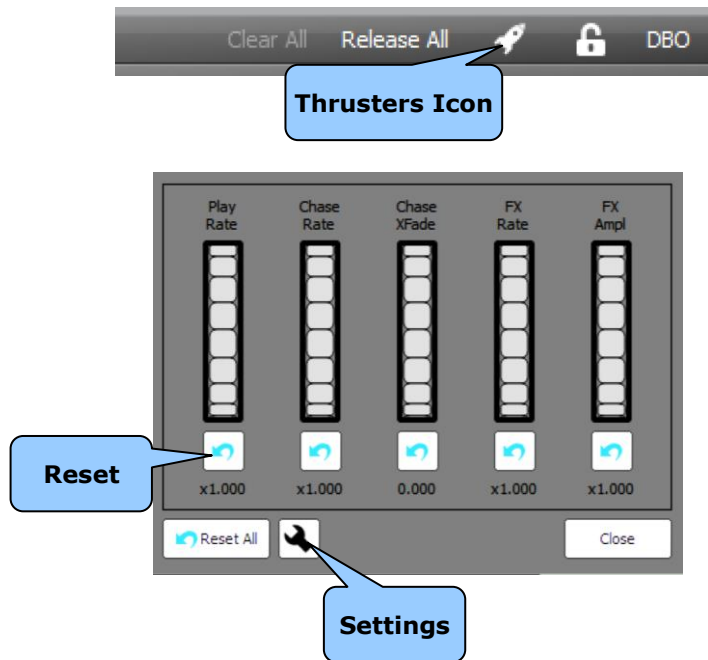 Clear All Release All DBO
Thrusters Icon
Play Rate Chase Rate Chase XFade FX Rate FX Ampl
Reset
x1.000 x1.000 0.000 x1.000 x1.000
Reset All Close
Settings